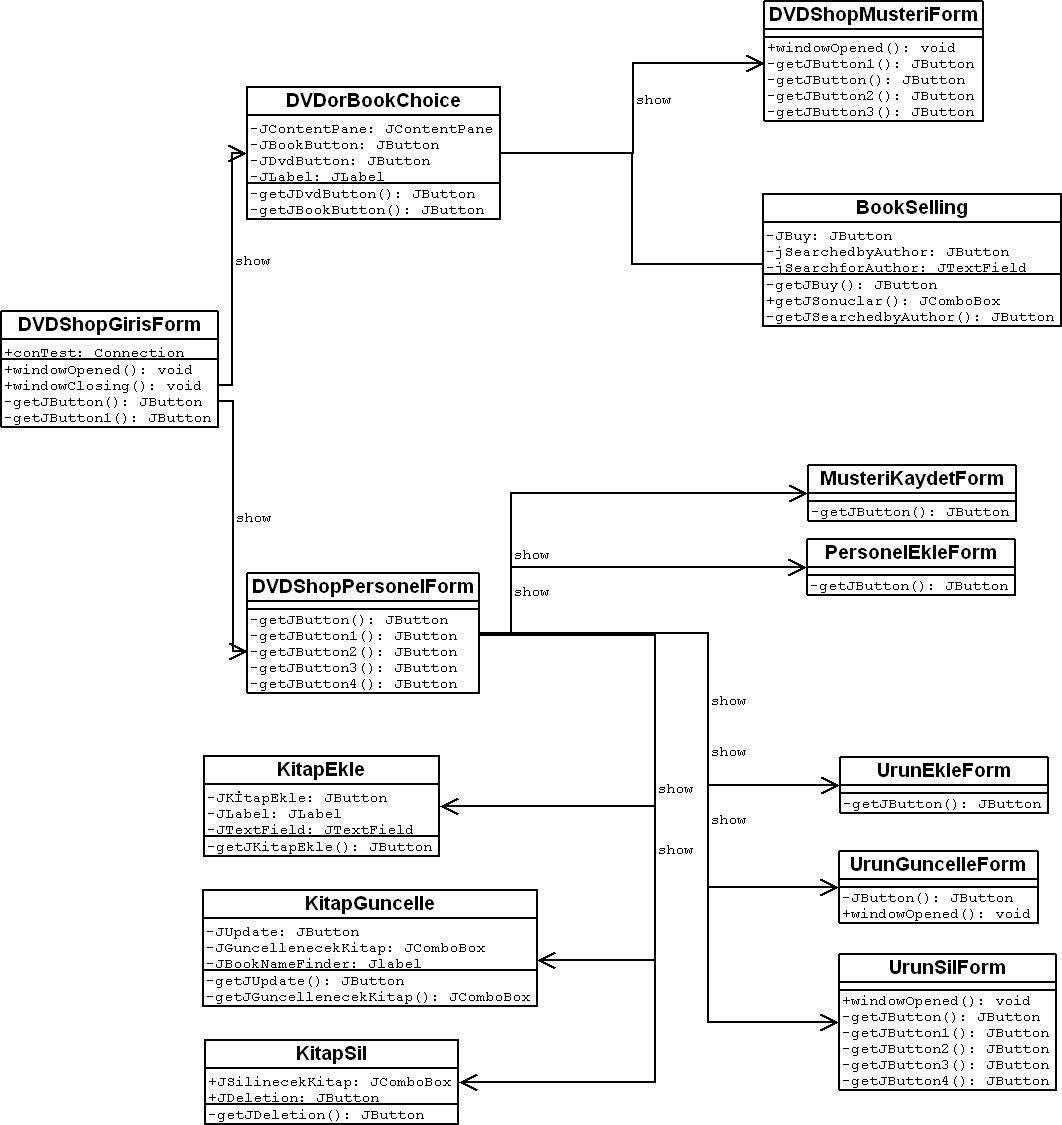 DVDShopMusteriForm
+windowOpened(): void
-getJButton1(): JButton
-getJButton(): JButton
-getJButton2(): JButton
-getJButton3(): JButton
show
DVDorBookChoice
-JContentPane: JContentPane
-JBookButton: JButton
-JDvdButton: JButton
-JLabel: JLabel
-getJDvdButton(): JButton
-getJBookButton(): JButton
BookSelling
-JBuy: JButton
-jSearchedbyAuthor: JButton
-jSearchforAuthor: JTextField
-getJBuy(): JButton
+getJSonuclar(): JComboBox
-getJSearchedbyAuthor(): JButton
show
DVDShopGirisForm
+conTest: Connection
+windowOpened(): void
+windowClosing(): void
-getJButton(): JButton
-getJButton1(): JButton
show
MusteriKaydetForm
-getJButton(): JButton
show
PersonelEkleForm
-getJButton(): JButton
show
DVDShopPersonelForm
-getJButton(): JButton
-getJButton1(): JButton
-getJButton2(): JButton
-getJButton3(): JButton
-getJButton4(): JButton
show
show
show
show
show
KitapEkle
-JKİtapEkle: JButton
-JLabel: JLabel
-JTextField: JTextField
-getJKitapEkle(): JButton
UrunEkleForm
-getJButton(): JButton
KitapGuncelle
-JUpdate: JButton
-JGuncellenecekKitap: JComboBox
-JBookNameFinder: Jlabel
-getJUpdate(): JButton
-getJGuncellenecekKitap(): JComboBox
UrunGuncelleForm
-JButton(): JButton
+windowOpened(): void
UrunSilForm
+windowOpened(): void
-getJButton(): JButton
-getJButton1(): JButton
-getJButton2(): JButton
-getJButton3(): JButton
-getJButton4(): JButton
KitapSil
+JSilinecekKitap: JComboBox
+JDeletion: JButton
-getJDeletion(): JButton